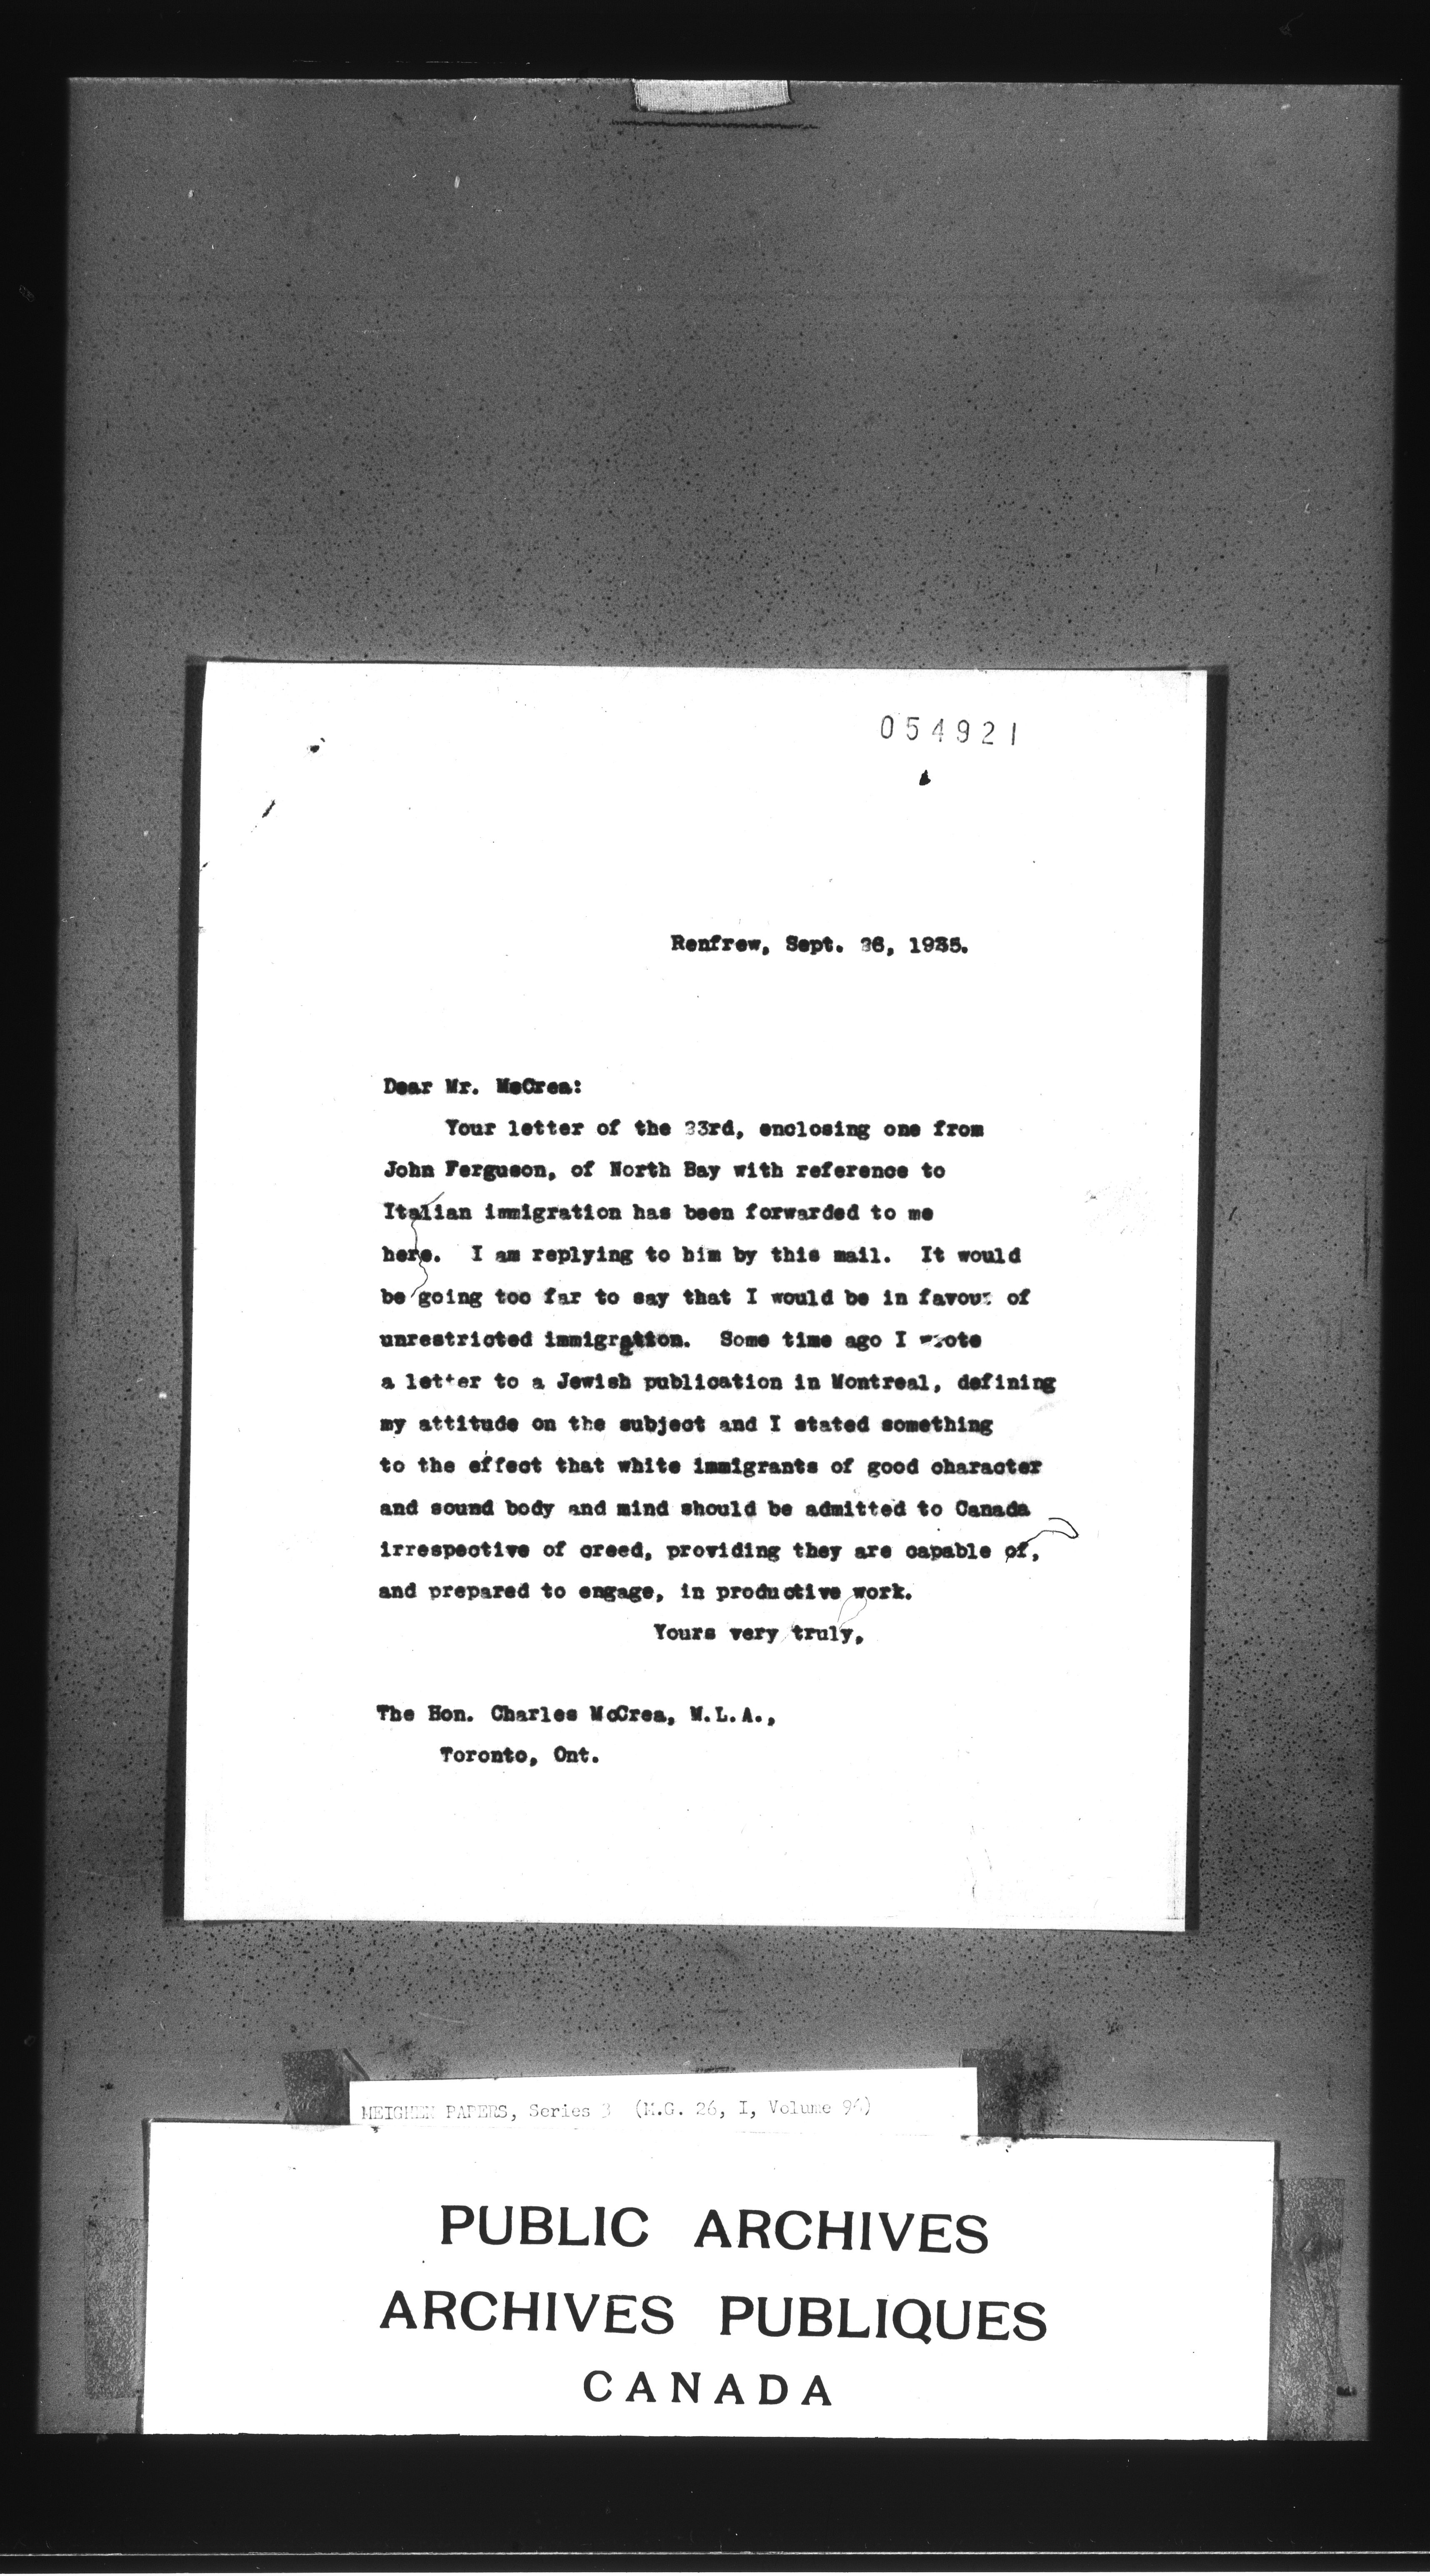 054921
Renfrew, Sept. 26, 1925.
Dear Mr. McCrea:
Your letter of the 23rd, enclosing one from
John Ferguson, of North Bay with reference to
Italian immigration has been forwarded to me
here. I am replying to him by this mail. It would
be going too far to say that I would be in favour of
unrestricted immigration. Some time ago I wrote
a letter to a Jewish publication in Montreal, defining
my attitude on the subject and I stated something
to the effect that white immigrants of good character
and sound body and mind should be admitted to Canada
irrespective of creed, providing they are capable of,
and prepared to engage, in productive work.
Yours very truly,
The Hon. Charles McCrea, M.L.A.,
Toronto, Ont.
MEIGHEN PAPERS, Series 3 (M.G. 26, I, Volume
PUBLIC ARCHIVES
ARCHIVES PUBLIQUES
CANADA